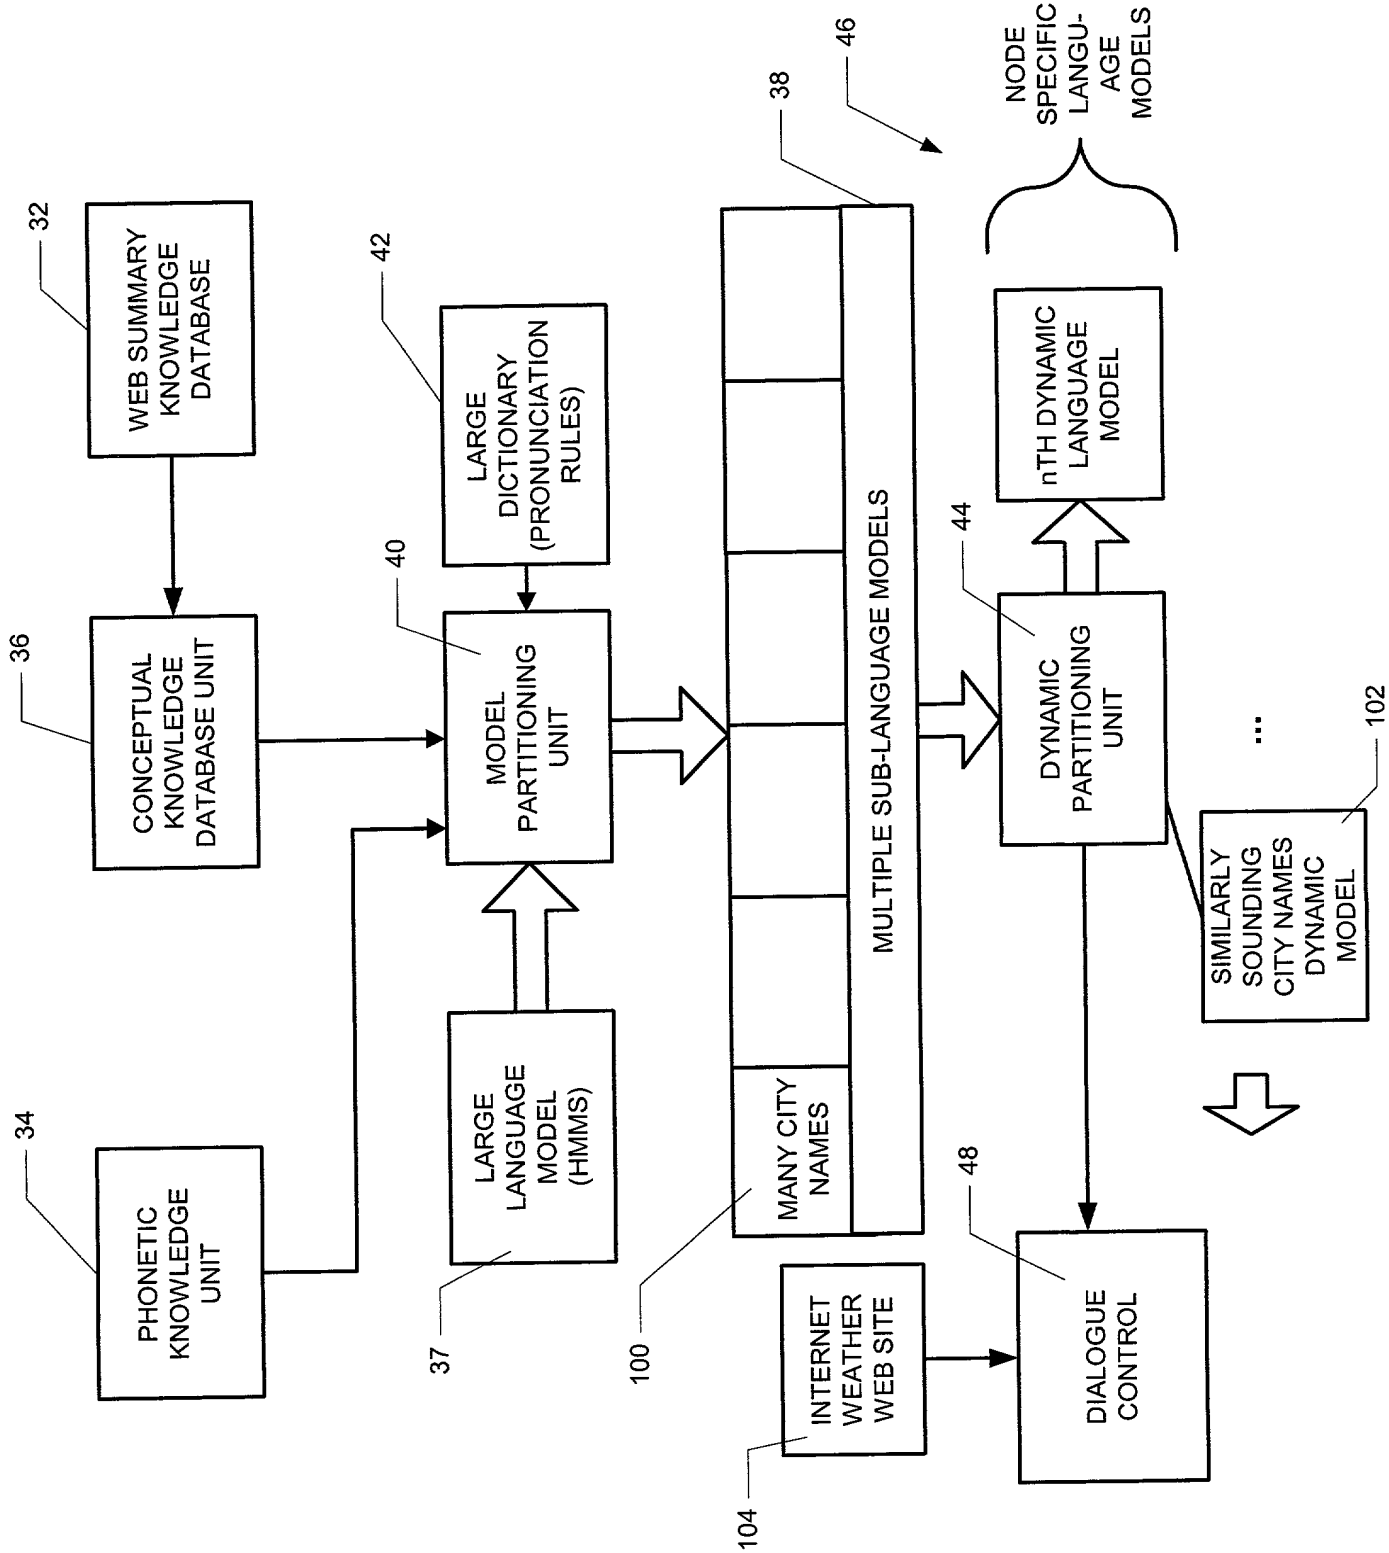 34
PHONETIC
KNOWLEDGE
UNIT
36
CONCEPTUAL
KNOWLEDGE
DATABASE UNIT
32
WEB SUMMARY
KNOWLEDGE
DATABASE
37
LARGE
LANGUAGE
MODEL
(HMMS)
40
MODEL
PARTITIONING
UNIT
42
LARGE
DICTIONARY
(PRONUNCIATION
RULES)
100
MANY CITY
NAMES
MULTIPLE SUB-LANGUAGE MODELS
38
46
104
INTERNET
WEATHER
WEB SITE
48
DIALOGUE
CONTROL
44
DYNAMIC
PARTITIONING
UNIT
nTH DYNAMIC
LANGUAGE
MODEL
NODE
SPECIFIC
LANGU-
AGE
MODELS
SIMILARLY
SOUNDING
CITY NAMES
DYNAMIC
MODEL
...
102